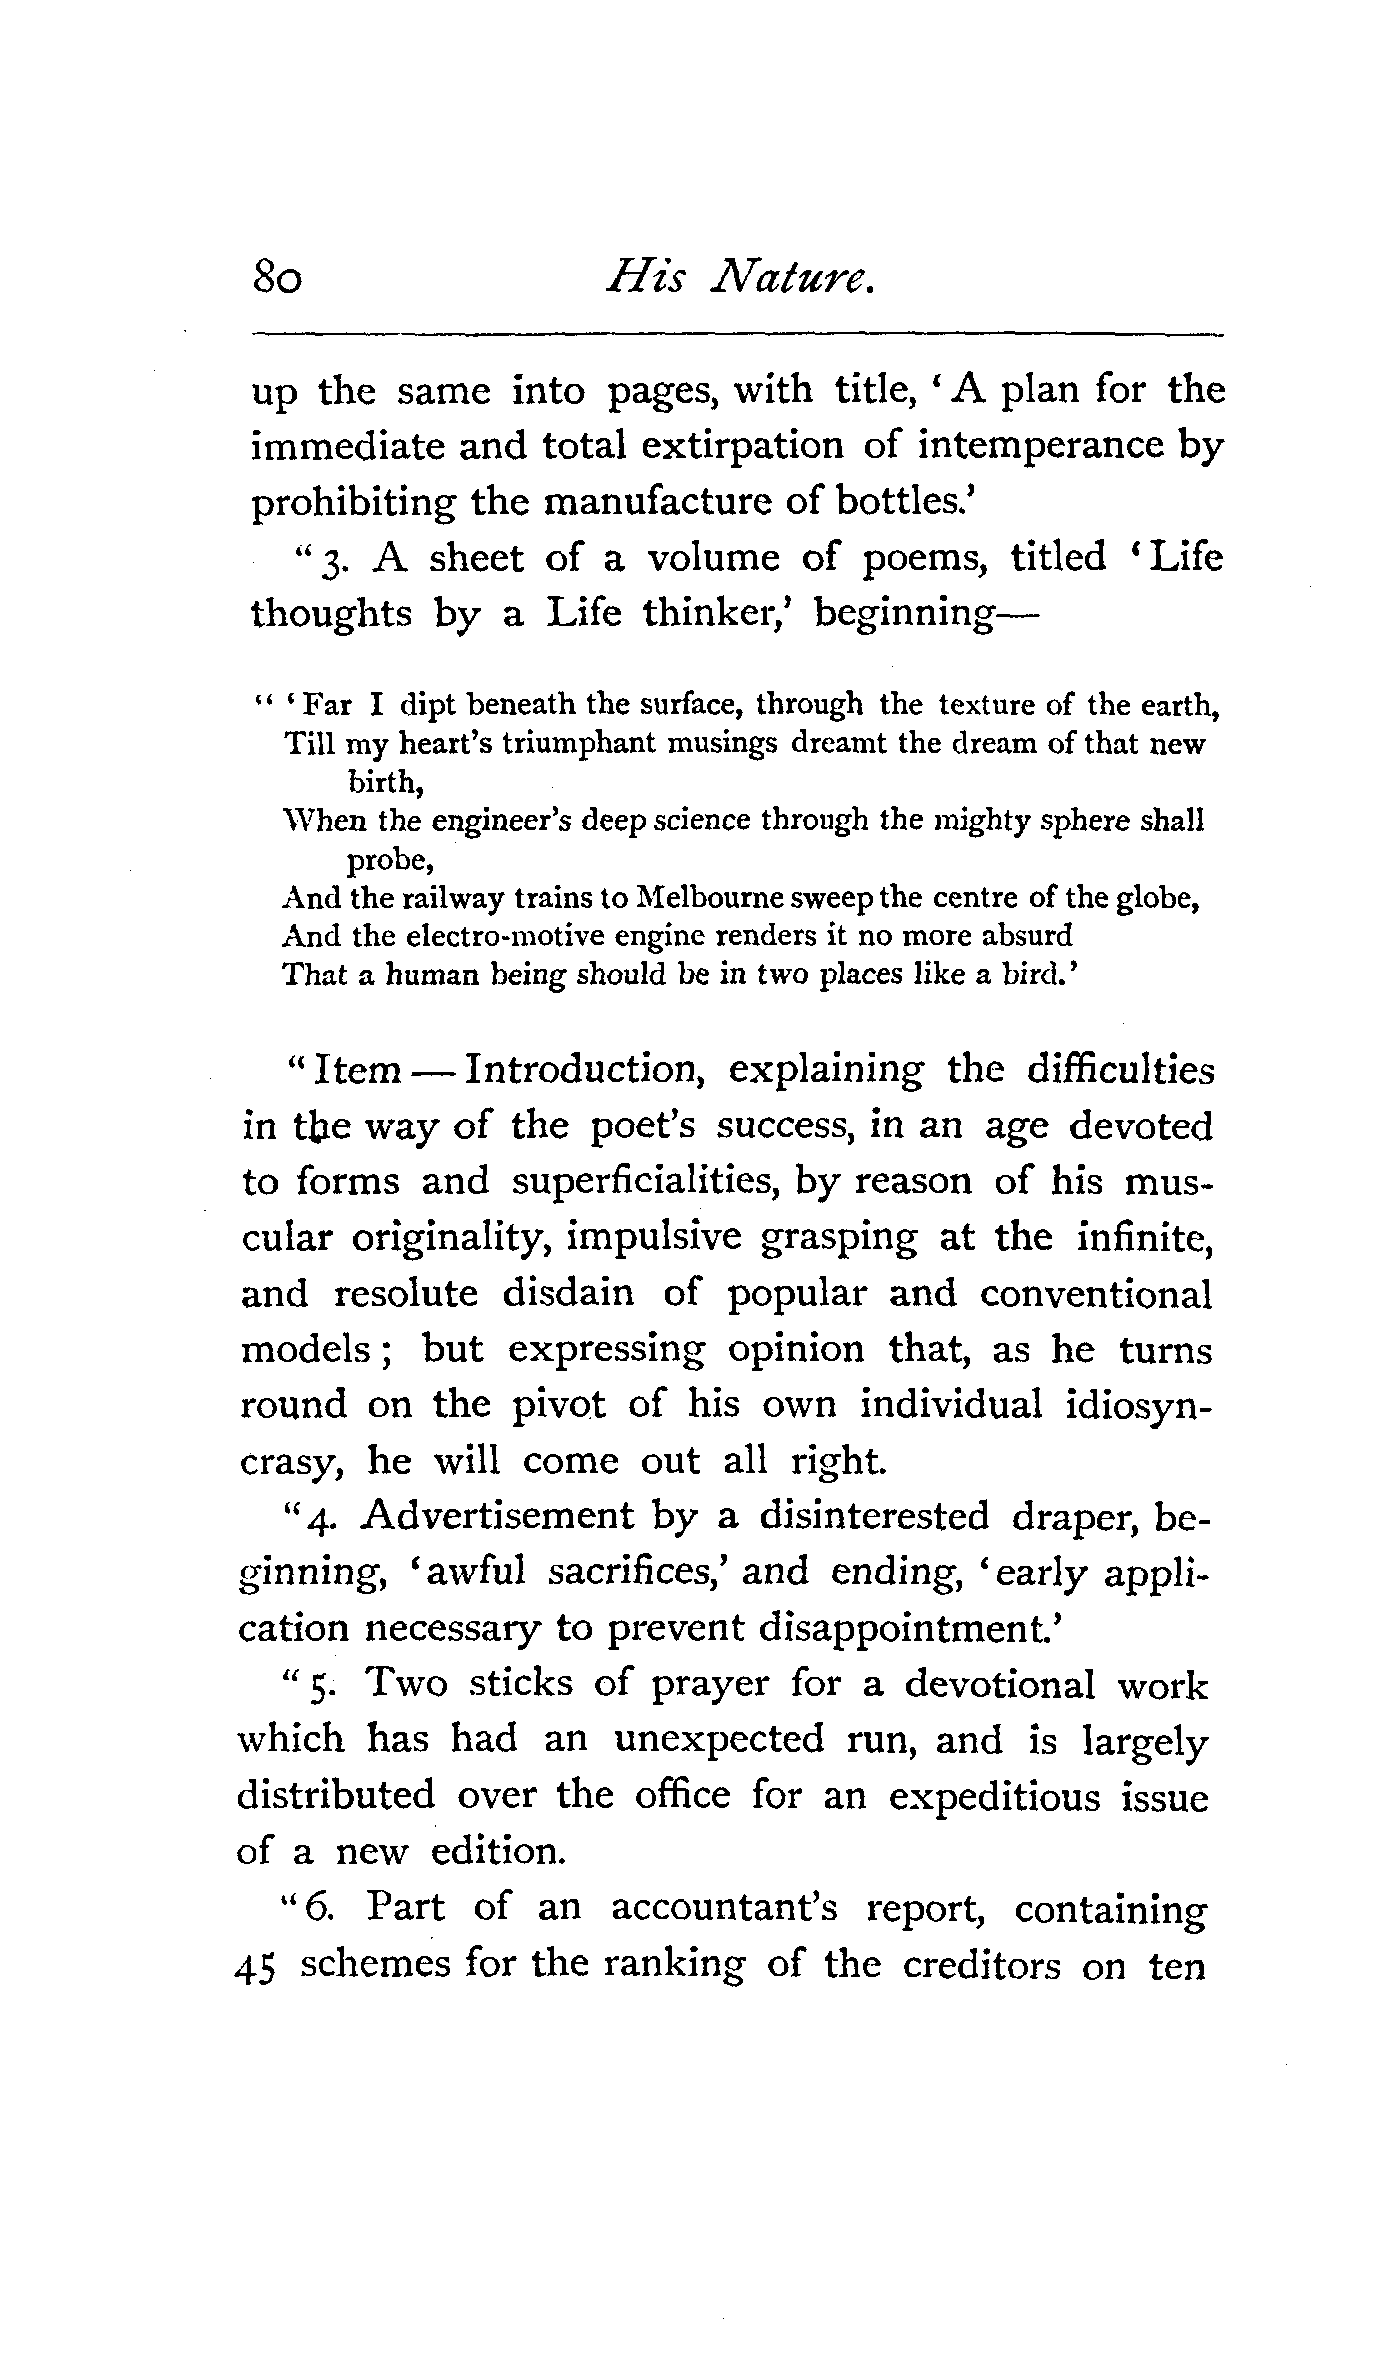 80 His Nature.
up the same into pages, with title, ‘A plan for the
immediate and total extirpation of intemperance by
prohibiting the manufacture of bottles.’
“3. A sheet of a volume of poems, titled ‘Life
thoughts by a Life thinker,’ beginning—
“‘Far I dipt beneath the surface, through the texture of the earth,
Till my heart’s triumphant musings dreamt the dream of that new
birth,
When the engineer’s deep science through the mighty sphere shall
probe,
And the railway trains to Melbourne sweep the centre of the globe,
And the electro-motive engine renders it no more absurd
That a human being should be in two places like a bird.’
“Item — Introduction, explaining the difficulties
in the way of the poet’s success, in an age devoted
to forms and superficialities, by reason of his mus-
cular originality, impulsive grasping at the infinite,
and resolute disdain of popular and conventional
models; but expressing opinion that, as he turns
round on the pivot of his own individual idiosyn-
crasy, he will come out all right.
“4. Advertisement by a disinterested draper, be-
ginning, ‘awful sacrifices,’ and ending, ‘early appli-
cation necessary to prevent disappointment.’
“5. Two sticks of prayer for a devotional work
which has had an unexpected run, and is largely
distributed over the office for an expeditious issue
of a new edition.
“6. Part of an accountant’s report, containing
45 schemes for the ranking of the creditors on ten